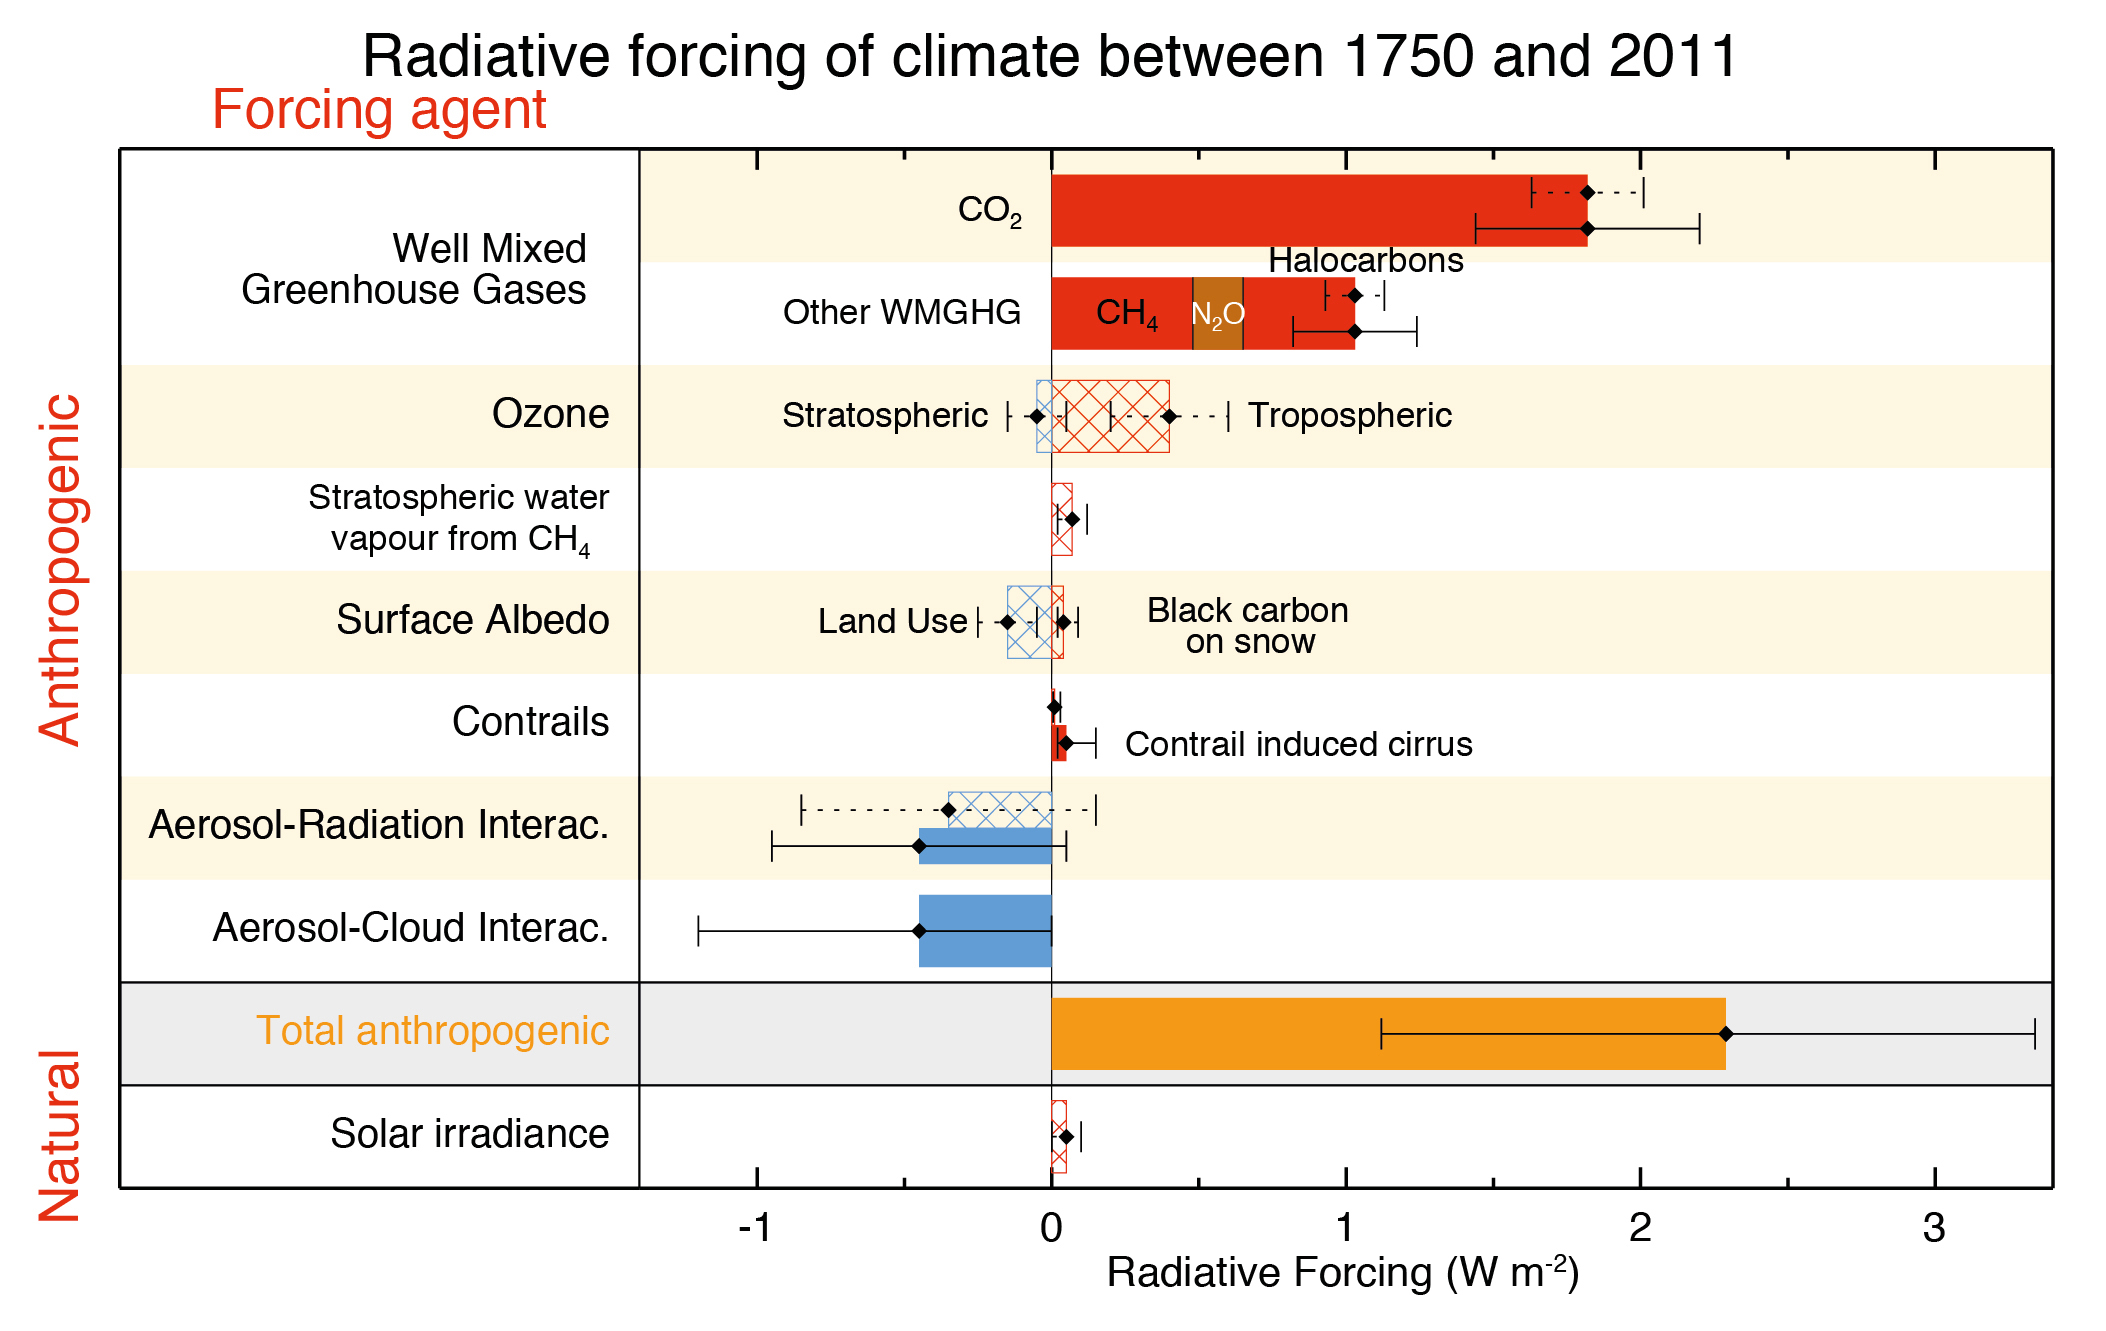 Radiative forcing of climate between 1750 and 2011
Forcing agent
Anthropogenic
Well Mixed
Greenhouse Gases
CO₂
Halocarbons
Other WMGHG
CH₄
N₂O
Ozone
Stratospheric
Tropospheric
Stratospheric water
vapour from CH₄
Surface Albedo
Land Use
Black carbon
on snow
Contrails
Contrail induced cirrus
Aerosol-Radiation Interac.
Aerosol-Cloud Interac.
Total anthropogenic
Natural
Solar irradiance
-1 0 1 2 3
Radiative Forcing (W m⁻²)